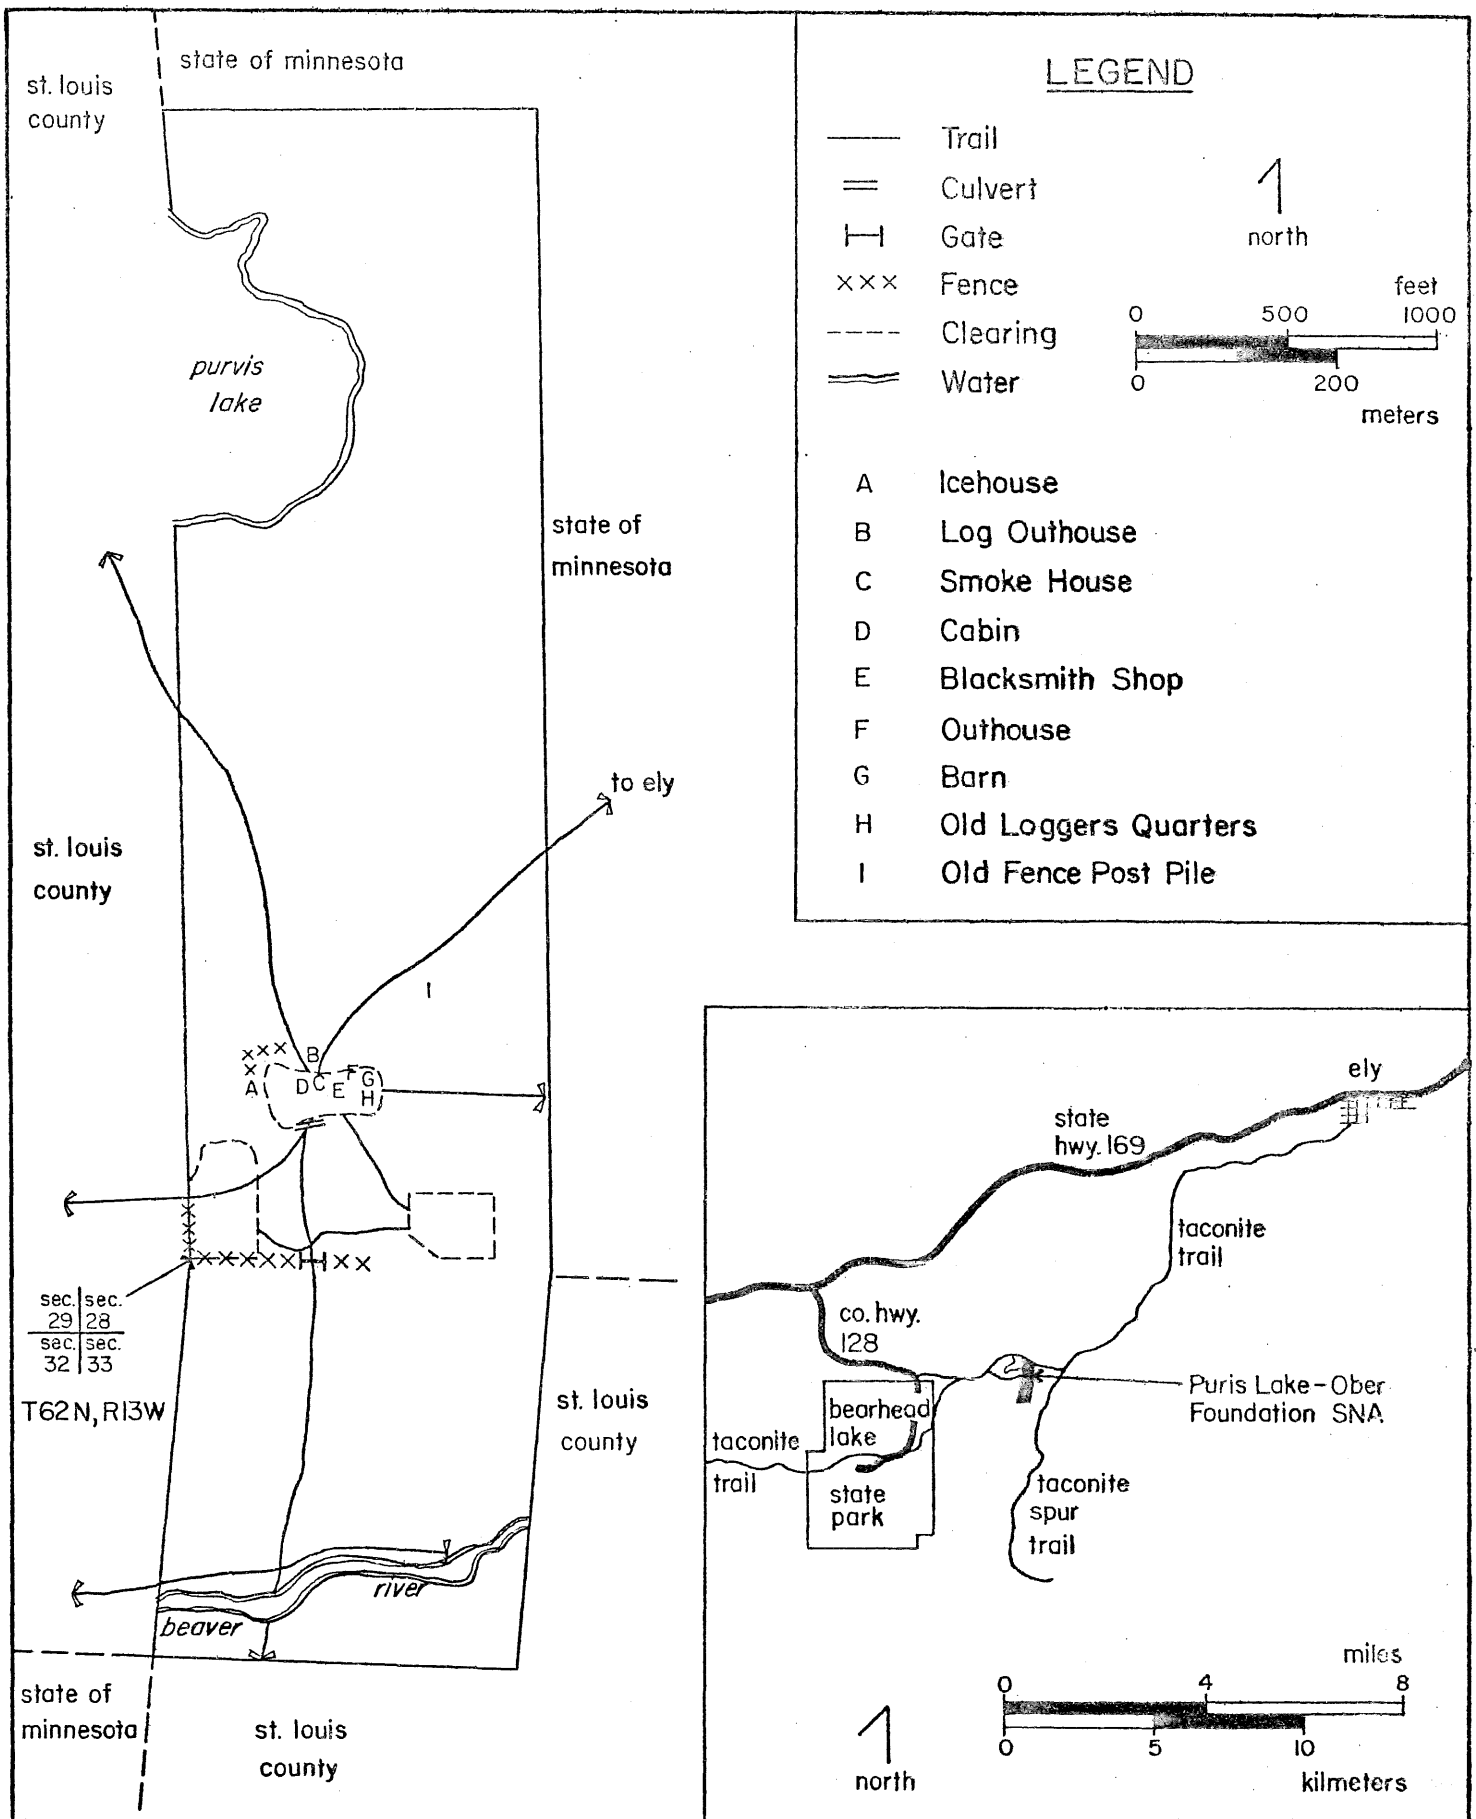 state of minnesota
st. louis
county
purvis
lake
state of
minnesota
to ely
st. louis
county
I
B
A
D
C
E
F
G
H
sec. sec.
29 28
sec. sec.
32 33
T62N, R13W
st. louis
county
river
beaver
state of
minnesota
st. louis
county
LEGEND
Trail
Culvert
Gate
XXX Fence
Clearing
Water
north
feet
0 500 1000
0 200
meters
A Icehouse
B Log Outhouse
C Smoke House
D Cabin
E Blacksmith Shop
F Outhouse
G Barn
H Old Loggers Quarters
I Old Fence Post Pile
ely
state
hwy. 169
taconite
trail
co. hwy.
128
Puris Lake-Ober
Foundation SNA
bearhead
lake
state
park
taconite
trail
taconite
spur
trail
miles
0 4 8
0 5 10
kilmeters
north